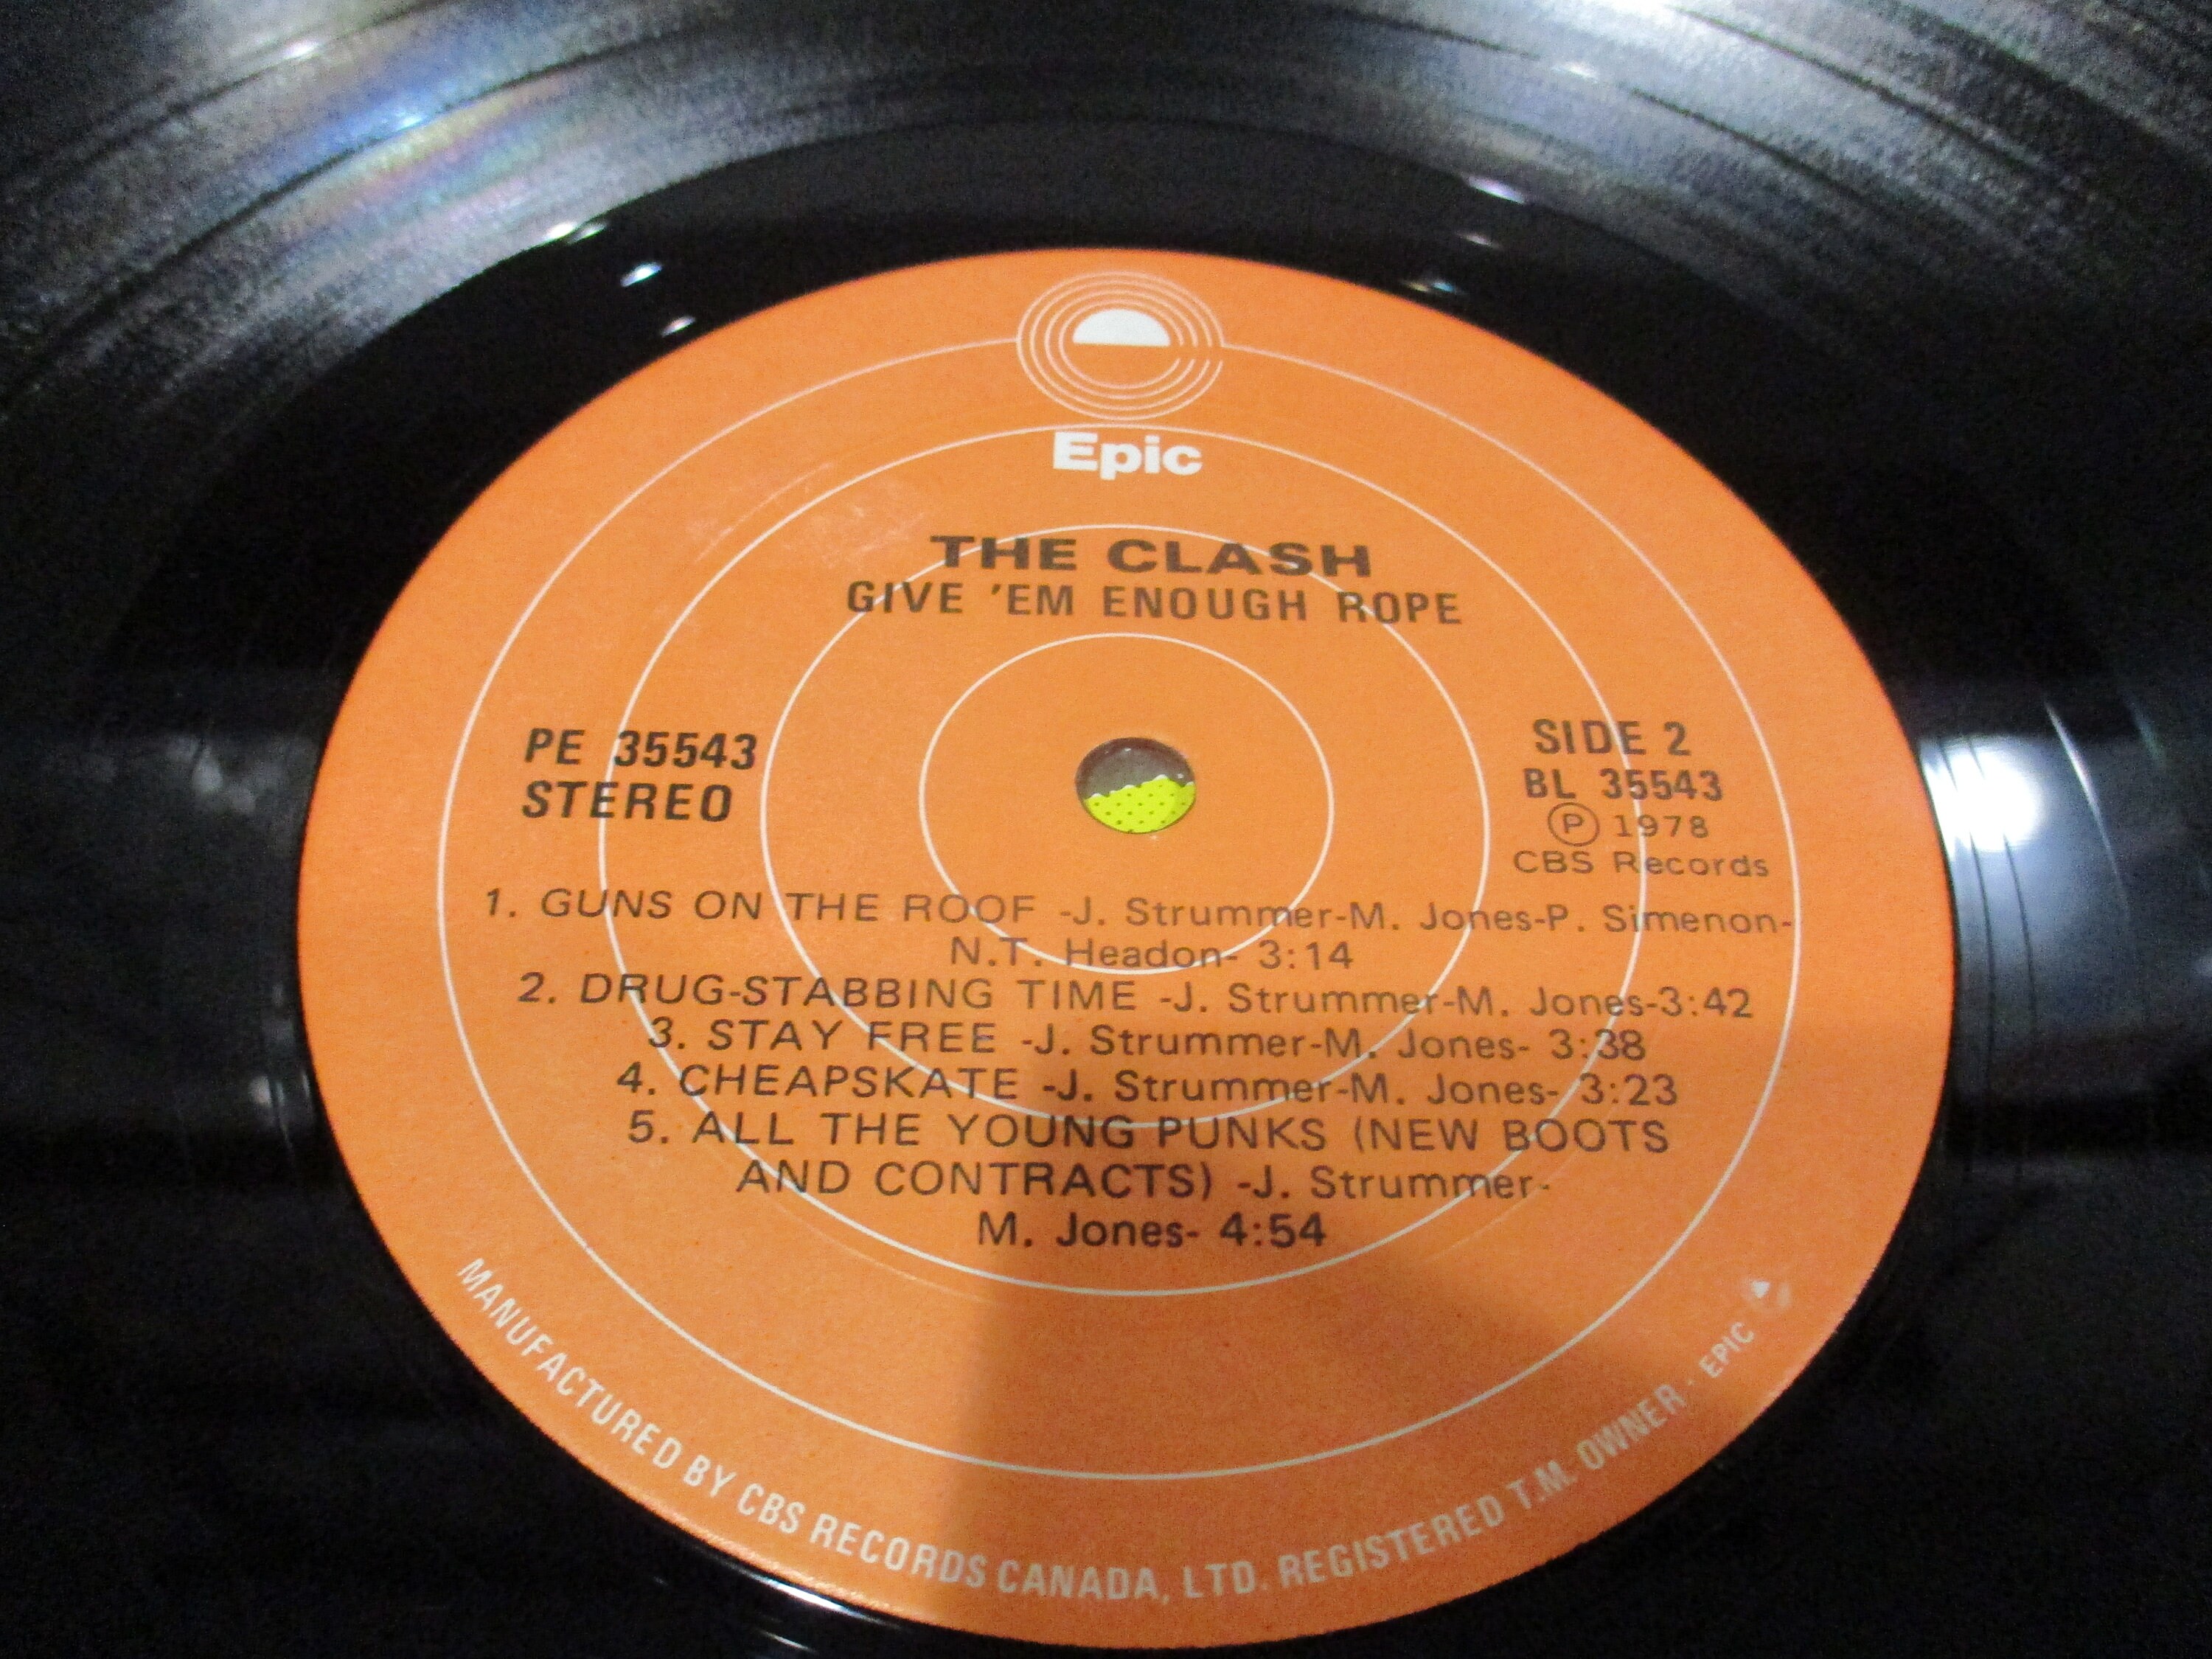 Epic
THE CLASH
GIVE 'EM ENOUGH ROPE
PE 35543
STEREO
SIDE 2
BL 35543
Ⓟ 1978
CBS Records
1. GUNS ON THE ROOF -J. Strummer-M. Jones-P. Simenon-
N.T. Headon- 3:14
2. DRUG-STABBING TIME -J. Strummer-M. Jones-3:42
3. STAY FREE -J. Strummer-M. Jones- 3:38
4. CHEAPSKATE -J. Strummer-M. Jones- 3:23
5. ALL THE YOUNG PUNKS (NEW BOOTS
AND CONTRACTS) -J. Strummer-
M. Jones- 4:54
MANUFACTURED BY CBS RECORDS CANADA, LTD. REGISTERED T.M. OWNER · EPIC